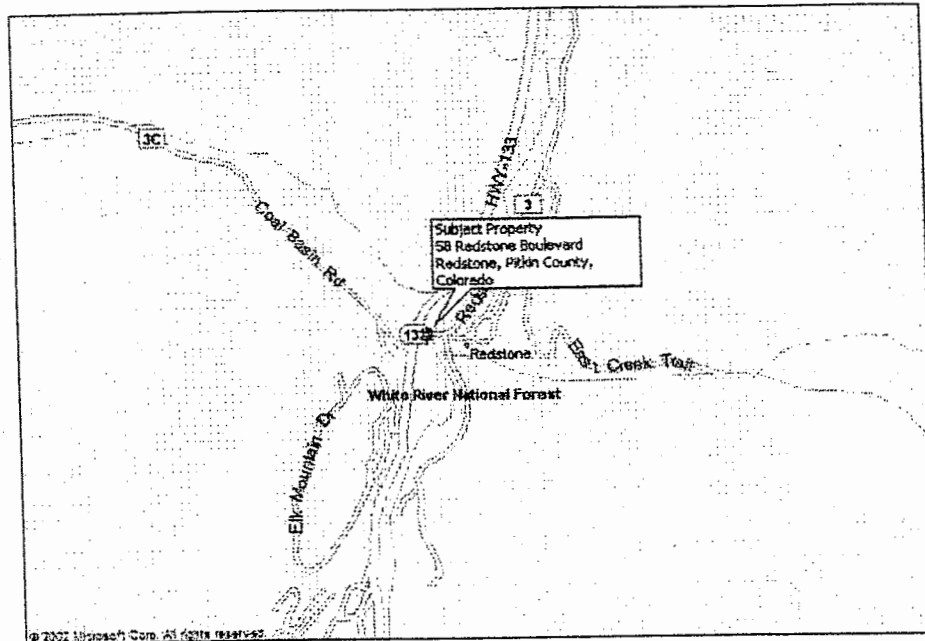 3C
HWY-133
3
Coal Basin Rd
Subject Property
58 Redstone Boulevard
Redstone, Pitkin County,
Colorado
133
Redstone
East Creek Trail
White River National Forest
Elk Mountain Dr
© 2002 Microsoft Corp. All rights reserved.